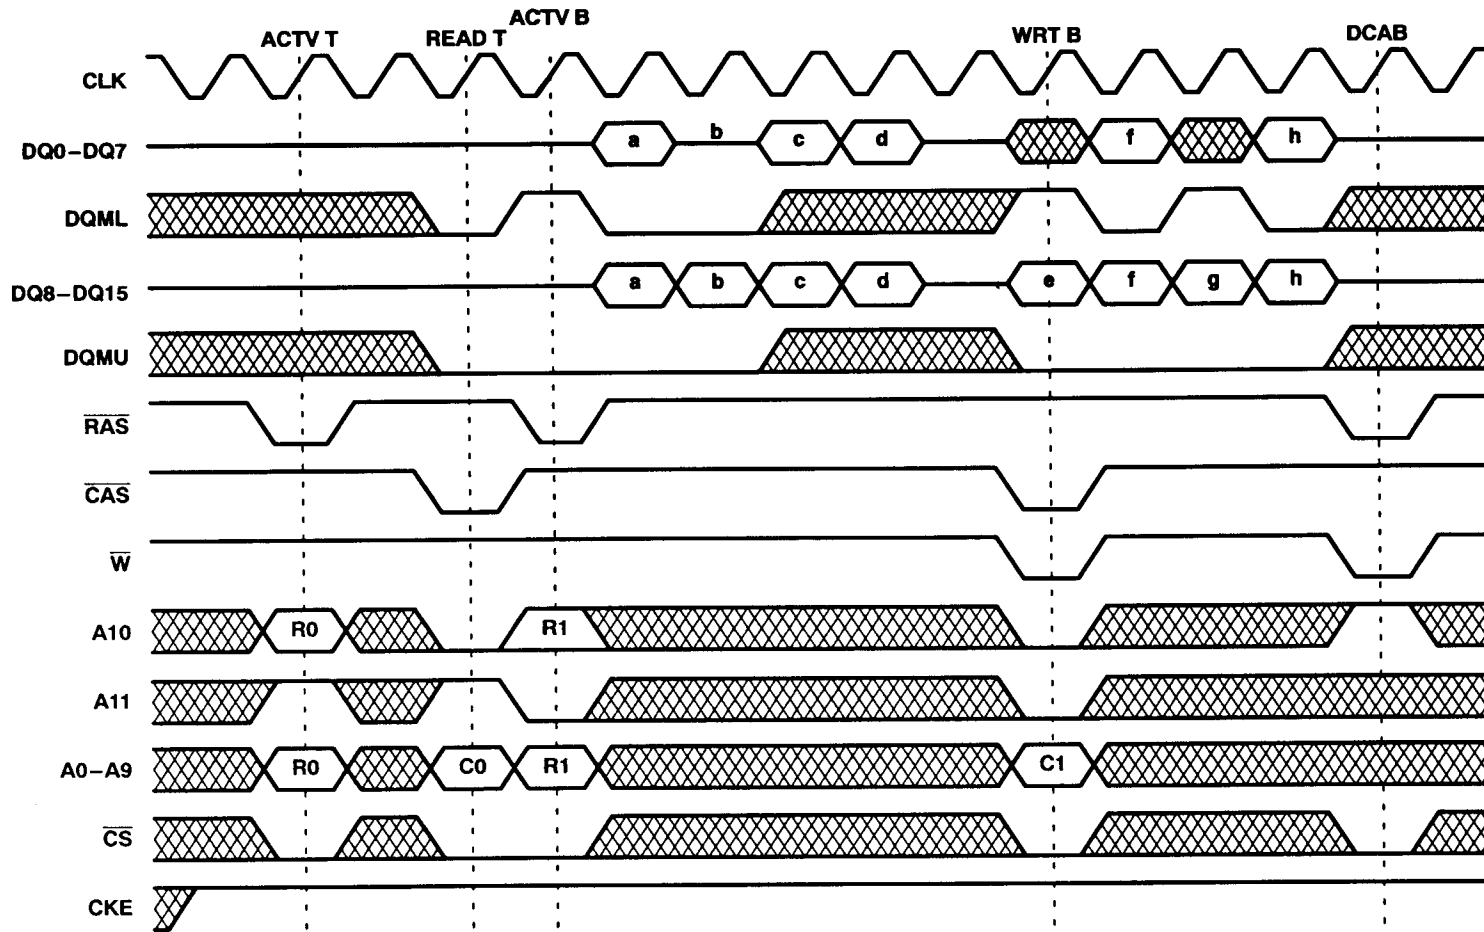 ACTV B
ACTV T READ T WRT B DCAB
CLK
DQ0–DQ7 a b c d f h
DQML
DQ8–DQ15 a b c d e f g h
DQMU
RAS
CAS
W
A10 R0 R1
A11
A0–A9 R0 C0 R1 C1
CS
CKE